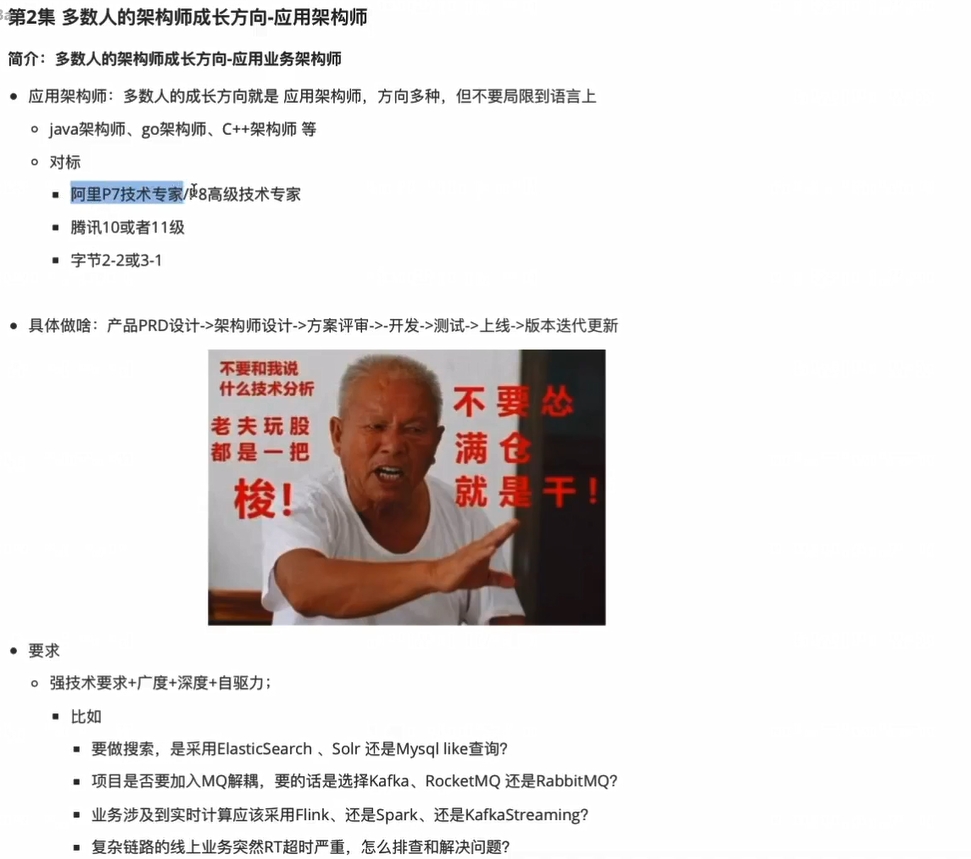 第2集 多数人的架构师成长方向-应用架构师
简介：多数人的架构师成长方向-应用业务架构师
应用架构师：多数人的成长方向就是 应用架构师，方向多种，但不要局限到语言上
java架构师、go架构师、C++架构师 等
对标
阿里P7技术专家/P8高级技术专家
腾讯10或者11级
字节2-2或3-1
具体做啥：产品PRD设计->架构师设计->方案评审->-开发->测试->上线->版本迭代更新
不要和我说
什么技术分析
老夫玩股
都是一把
梭！
不要怂
满仓
就是干！
要求
强技术要求+广度+深度+自驱力；
比如
要做搜索，是采用ElasticSearch 、Solr 还是Mysql like查询？
项目是否要加入MQ解耦，要的话是选择Kafka、RocketMQ 还是RabbitMQ？
业务涉及到实时计算应该采用Flink、还是Spark、还是KafkaStreaming？
复杂链路的线上业务突然RT超时严重，怎么排查和解决问题？